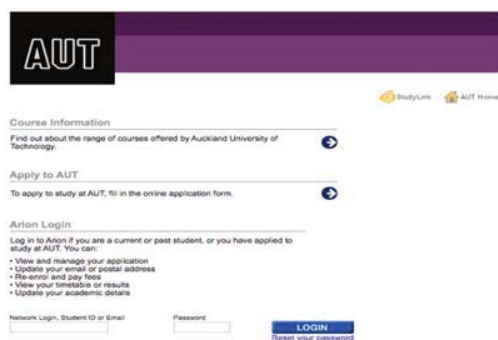 AUT
StudyLink AUT Home
Course Information
Find out about the range of courses offered by Auckland University of
Technology.
Apply to AUT
To apply to study at AUT, fill in the online application form.
Arion Login
Log in to Arion if you are a current or past student, or you have applied to
study at AUT. You can:
• View and manage your application
• Update your email or postal address
• Re-enrol and pay fees
• View your timetable or results
• Update your academic details
Network Login, Student ID or Email Password
LOGIN
Reset your password